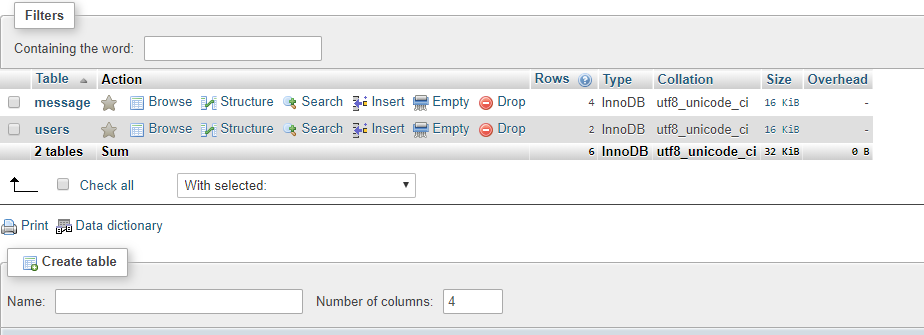 Filters
Containing the word:
Table Action Rows Type Collation Size Overhead
message Browse Structure Search Insert Empty Drop 4 InnoDB utf8_unicode_ci 16 KiB -
users Browse Structure Search Insert Empty Drop 2 InnoDB utf8_unicode_ci 16 KiB -
2 tables Sum 6 InnoDB utf8_unicode_ci 32 KiB 0 B
Check all With selected:
Print Data dictionary
Create table
Name: Number of columns: 4